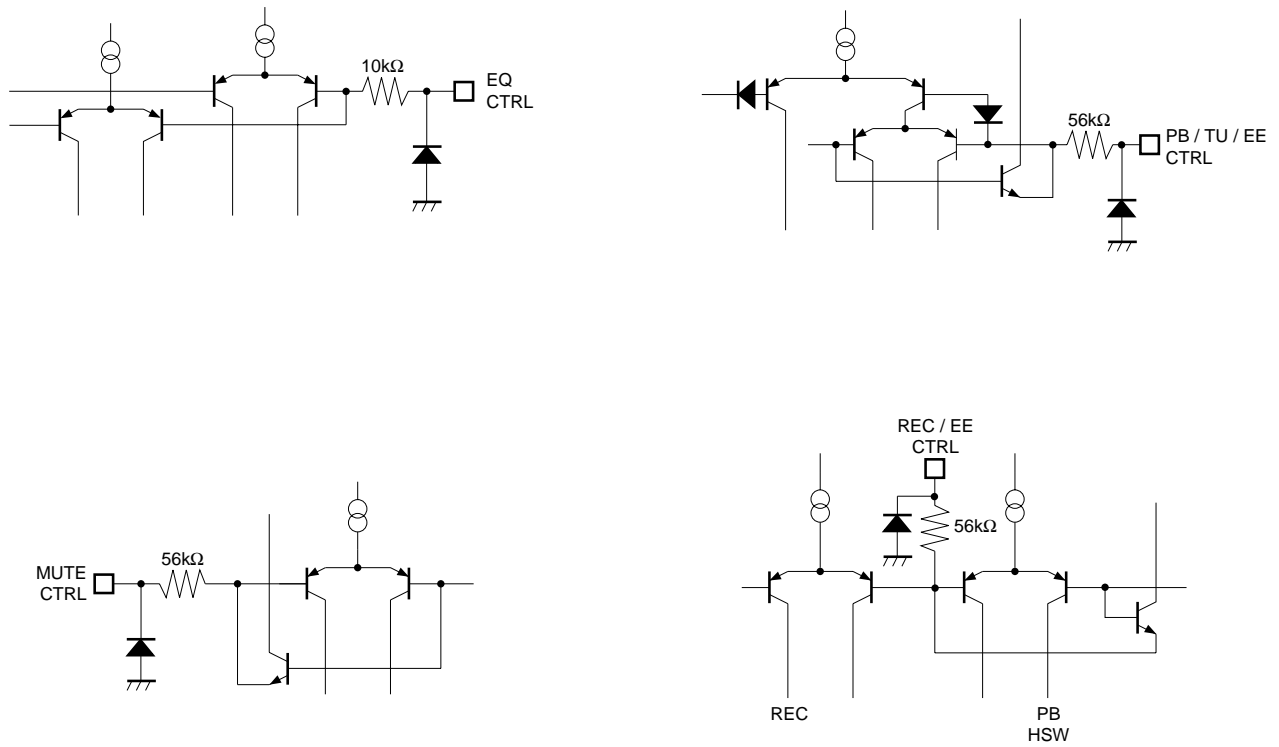 10kΩ
EQ
CTRL
56kΩ
PB / TU / EE
CTRL
MUTE
CTRL
56kΩ
REC / EE
CTRL
56kΩ
REC
PB
HSW